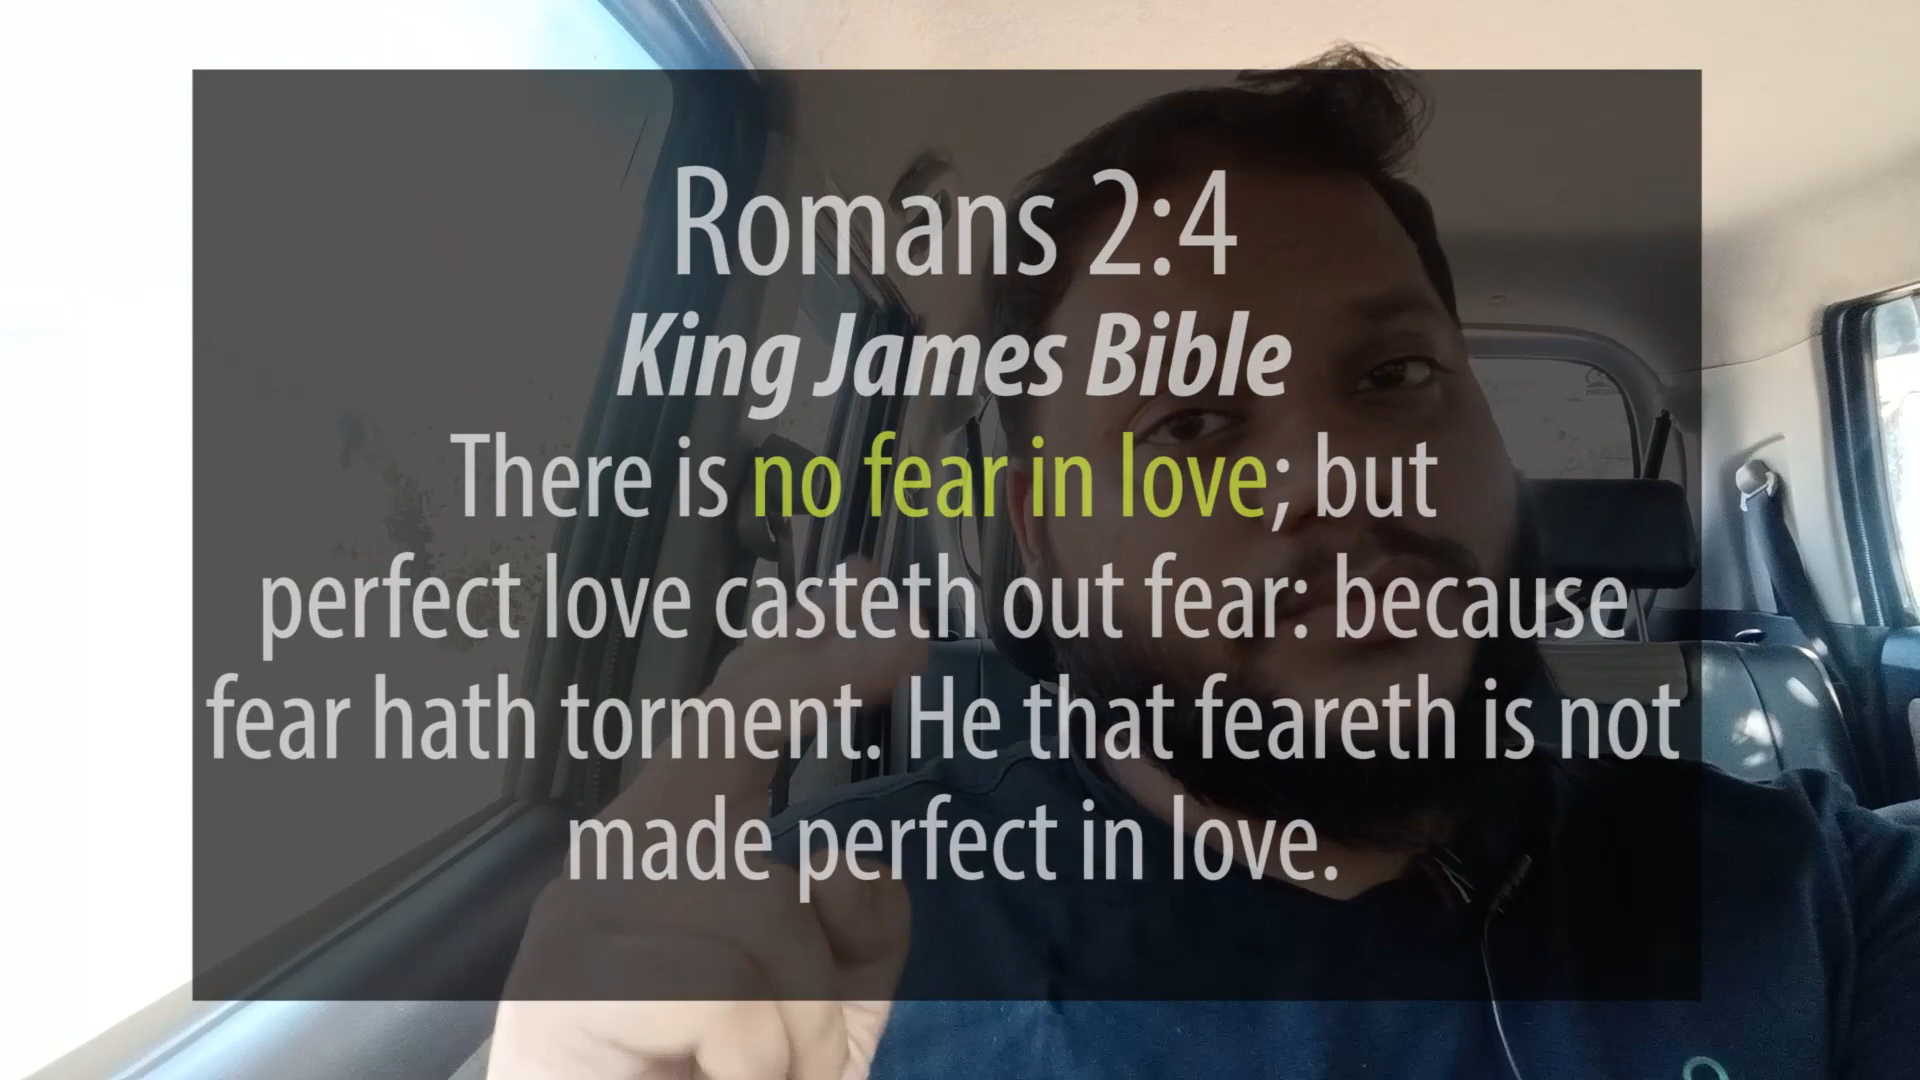 Romans 2:4
King James Bible
There is no fear in love; but
perfect love casteth out fear: because
fear hath torment. He that feareth is not
made perfect in love.